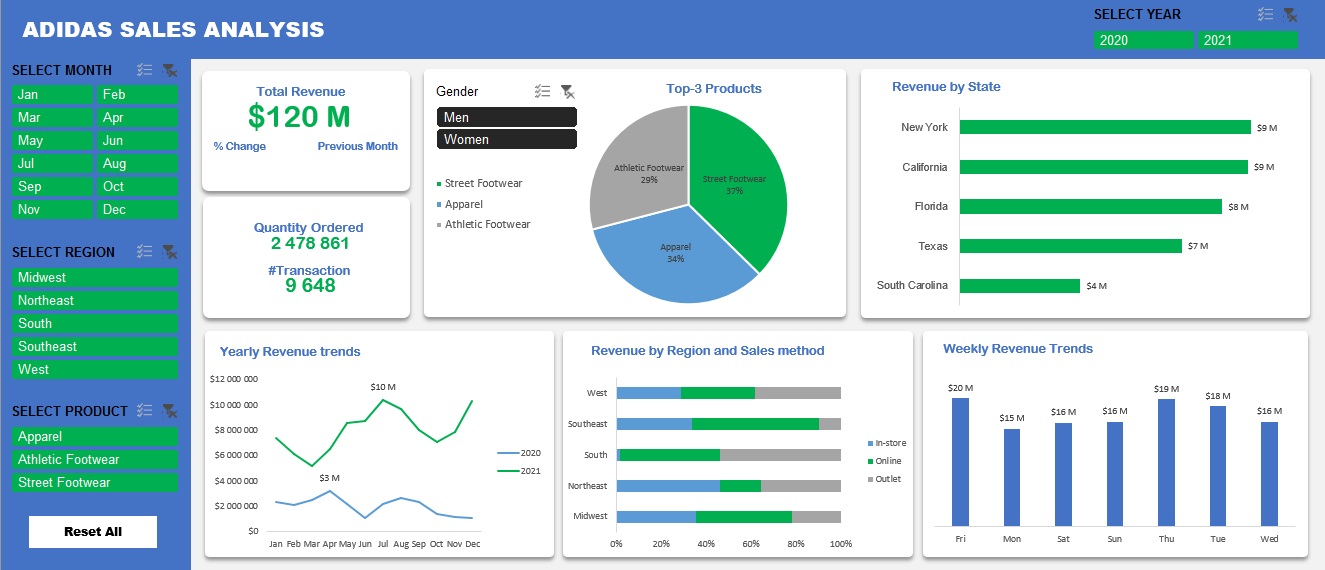 ADIDAS SALES ANALYSIS
SELECT YEAR
2020 2021
SELECT MONTH
Jan Feb
Mar Apr
May Jun
Jul Aug
Sep Oct
Nov Dec
SELECT REGION
Midwest
Northeast
South
Southeast
West
SELECT PRODUCT
Apparel
Athletic Footwear
Street Footwear
Reset All
Total Revenue
$120 M
% Change Previous Month
Quantity Ordered
2 478 861
#Transaction
9 648
Gender
Men
Women
Street Footwear
Apparel
Athletic Footwear
Top-3 Products
Athletic Footwear
29%
Street Footwear
37%
Apparel
34%
Revenue by State
New York $9 M
California $9 M
Florida $8 M
Texas $7 M
South Carolina $4 M
Yearly Revenue trends
$12 000 000
$10 000 000
$8 000 000
$6 000 000
$4 000 000
$2 000 000
$0
$10 M
$3 M
2020
2021
Jan Feb Mar Apr May Jun Jul Aug Sep Oct Nov Dec
Revenue by Region and Sales method
West
Southeast
South
Northeast
Midwest
0% 20% 40% 60% 80% 100%
In-store
Online
Outlet
Weekly Revenue Trends
$20 M $15 M $16 M $16 M $19 M $18 M $16 M
Fri Mon Sat Sun Thu Tue Wed